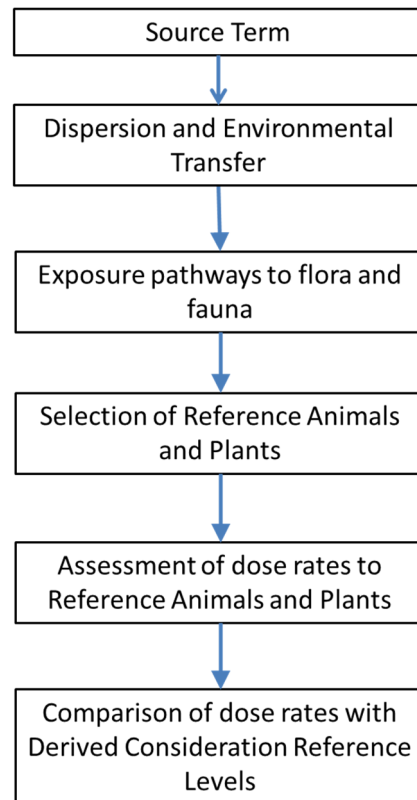 Source Term
Dispersion and Environmental
Transfer
Exposure pathways to flora and
fauna
Selection of Reference Animals
and Plants
Assessment of dose rates to
Reference Animals and Plants
Comparison of dose rates with
Derived Consideration Reference
Levels